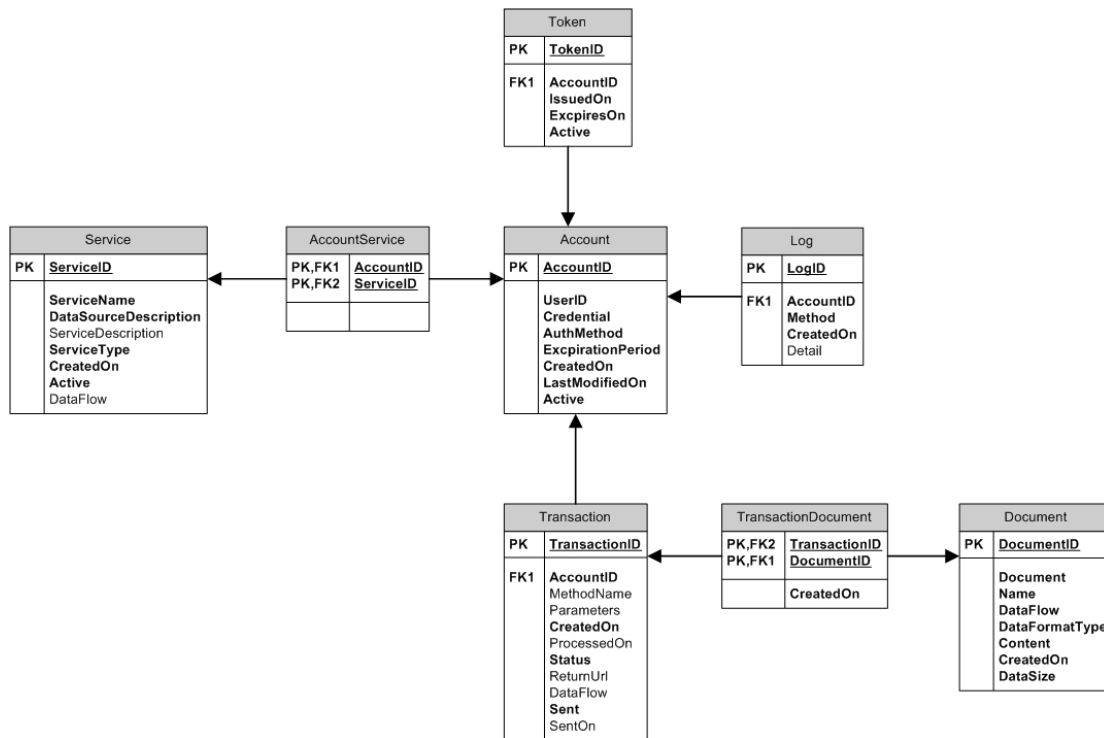 Token
PK TokenID
FK1 AccountID
IssuedOn
ExcpiresOn
Active
Service
PK ServiceID
ServiceName
DataSourceDescription
ServiceDescription
ServiceType
CreatedOn
Active
DataFlow
AccountService
PK,FK1 AccountID
PK,FK2 ServiceID
Account
PK AccountID
UserID
Credential
AuthMethod
ExcpirationPeriod
CreatedOn
LastModifiedOn
Active
Log
PK LogID
FK1 AccountID
Method
CreatedOn
Detail
Transaction
PK TransactionID
FK1 AccountID
MethodName
Parameters
CreatedOn
ProcessedOn
Status
ReturnUrl
DataFlow
Sent
SentOn
TransactionDocument
PK,FK2 TransactionID
PK,FK1 DocumentID
CreatedOn
Document
PK DocumentID
Document
Name
DataFlow
DataFormatType
Content
CreatedOn
DataSize